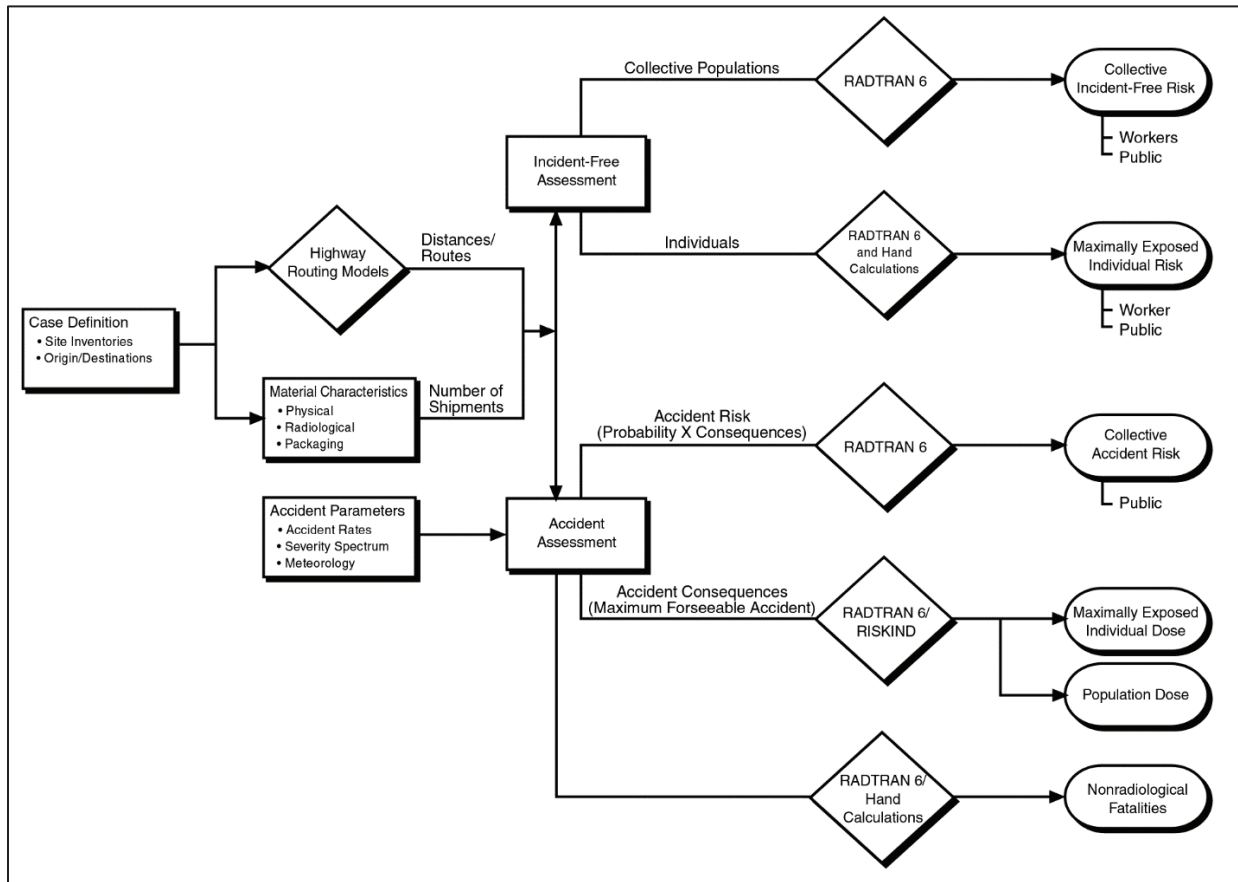 Case Definition
• Site Inventories
• Origin/Destinations
Highway
Routing Models
Distances/
Routes
Material Characteristics
• Physical
• Radiological
• Packaging
Number of
Shipments
Accident Parameters
• Accident Rates
• Severity Spectrum
• Meteorology
Incident-Free
Assessment
Collective Populations
RADTRAN 6
Collective
Incident-Free Risk
Workers
Public
Individuals
RADTRAN 6
and Hand
Calculations
Maximally Exposed
Individual Risk
Worker
Public
Accident
Assessment
Accident Risk
(Probability X Consequences)
RADTRAN 6
Collective
Accident Risk
Public
Accident Consequences
(Maximum Forseeable Accident)
RADTRAN 6/
RISKIND
Maximally Exposed
Individual Dose
Population Dose
RADTRAN 6/
Hand
Calculations
Nonradiological
Fatalities